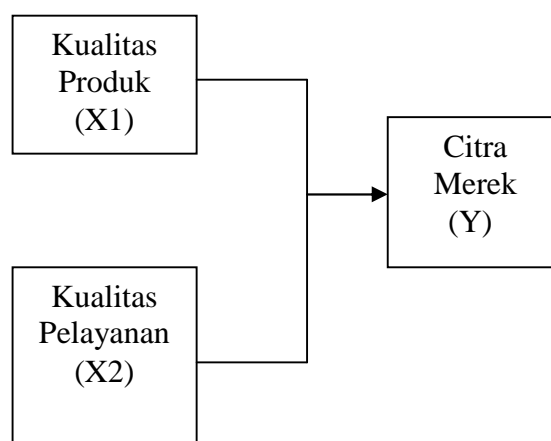 Kualitas
Produk
(X1)
Citra
Merek
(Y)
Kualitas
Pelayanan
(X2)